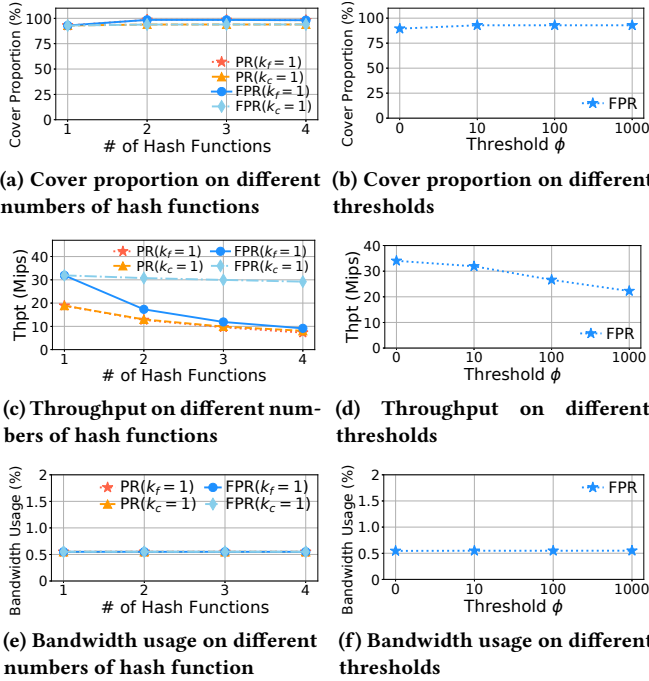 Cover Proportion (%)
100
75
50
25
0
PR(k_f = 1)
PR(k_c = 1)
FPR(k_f = 1)
FPR(k_c = 1)
1 2 3 4
# of Hash Functions
(a) Cover proportion on different
numbers of hash functions
Cover Proportion (%)
100
75
50
25
0
FPR
0 10 100 1000
Threshold ϕ
(b) Cover proportion on different
thresholds
Thpt (Mips)
40
30
20
10
0
PR(k_f = 1) FPR(k_f = 1)
PR(k_c = 1) FPR(k_c = 1)
1 2 3 4
# of Hash Functions
(c) Throughput on different num-
bers of hash functions
Thpt (Mips)
40
30
20
10
0
FPR
0 10 100 1000
Threshold ϕ
(d) Throughput on different
thresholds
Bandwidth Usage (%)
2
1.5
1.0
0.5
0
PR(k_f = 1) FPR(k_f = 1)
PR(k_c = 1) FPR(k_c = 1)
1 2 3 4
# of Hash Functions
(e) Bandwidth usage on different
numbers of hash function
Bandwidth Usage (%)
2
1.5
1.0
0.5
0
FPR
0 10 100 1000
Threshold ϕ
(f) Bandwidth usage on different
thresholds